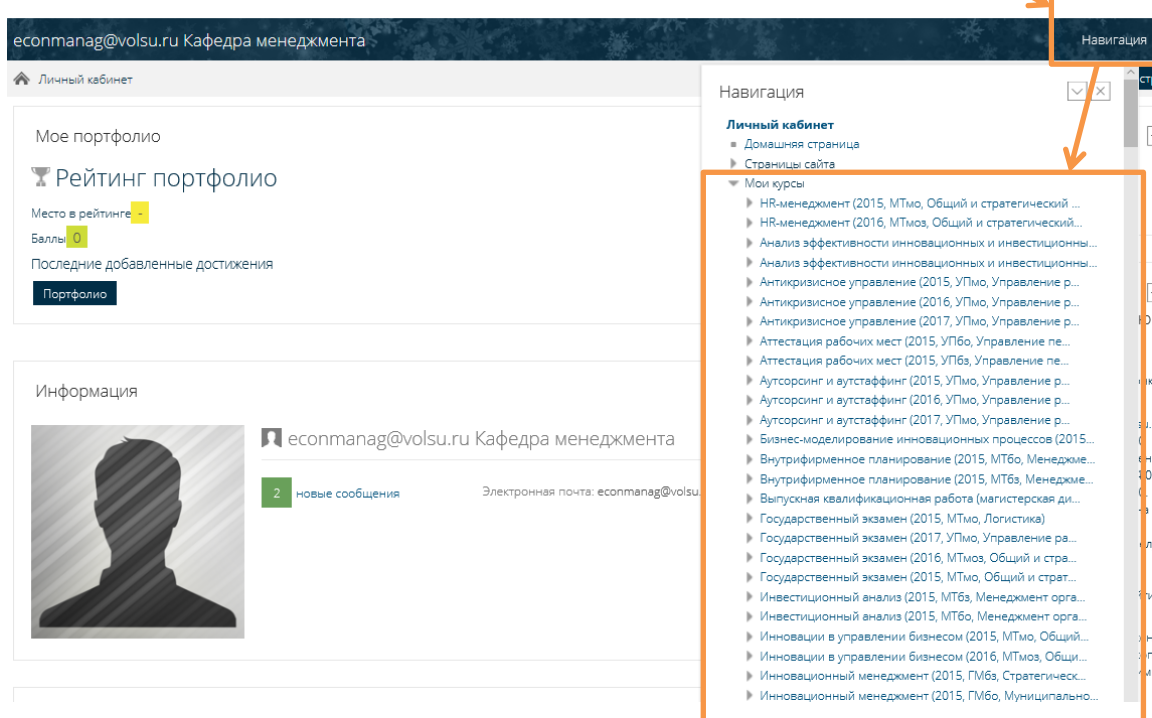 econmanag@volsu.ru Кафедра менеджмента
Навигация
Личный кабинет
Мое портфолио
Рейтинг портфолио
Место в рейтинге -
Баллы 0
Последние добавленные достижения
Портфолио
Информация
econmanag@volsu.ru Кафедра менеджмента
2 новые сообщения
Электронная почта: econmanag@volsu.
Навигация
Личный кабинет
Домашняя страница
Страницы сайта
Мои курсы
HR-менеджмент (2015, МТмо, Общий и стратегический ...
HR-менеджмент (2016, МТмоз, Общий и стратегический...
Анализ эффективности инновационных и инвестиционны...
Анализ эффективности инновационных и инвестиционны...
Антикризисное управление (2015, УПмо, Управление р...
Антикризисное управление (2016, УПмо, Управление р...
Антикризисное управление (2017, УПмо, Управление р...
Аттестация рабочих мест (2015, УПбо, Управление пе...
Аттестация рабочих мест (2015, УПбз, Управление пе...
Аутсорсинг и аутстаффинг (2015, УПмо, Управление р...
Аутсорсинг и аутстаффинг (2016, УПмо, Управление р...
Аутсорсинг и аутстаффинг (2017, УПмо, Управление р...
Бизнес-моделирование инновационных процессов (2015...
Внутрифирменное планирование (2015, МТбо, Менеджме...
Внутрифирменное планирование (2015, МТбз, Менеджме...
Выпускная квалификационная работа (магистерская ди...
Государственный экзамен (2015, МТмо, Логистика)
Государственный экзамен (2017, УПмо, Управление ра...
Государственный экзамен (2016, МТмоз, Общий и стра...
Государственный экзамен (2015, МТмо, Общий и страт...
Инвестиционный анализ (2015, МТбз, Менеджмент орга...
Инвестиционный анализ (2015, МТбо, Менеджмент орга...
Инновации в управлении бизнесом (2015, МТмо, Общий...
Инновации в управлении бизнесом (2016, МТмоз, Общи...
Инновационный менеджмент (2015, ГМбз, Стратегическ...
Инновационный менеджмент (2015, ГМбо, Муниципально...